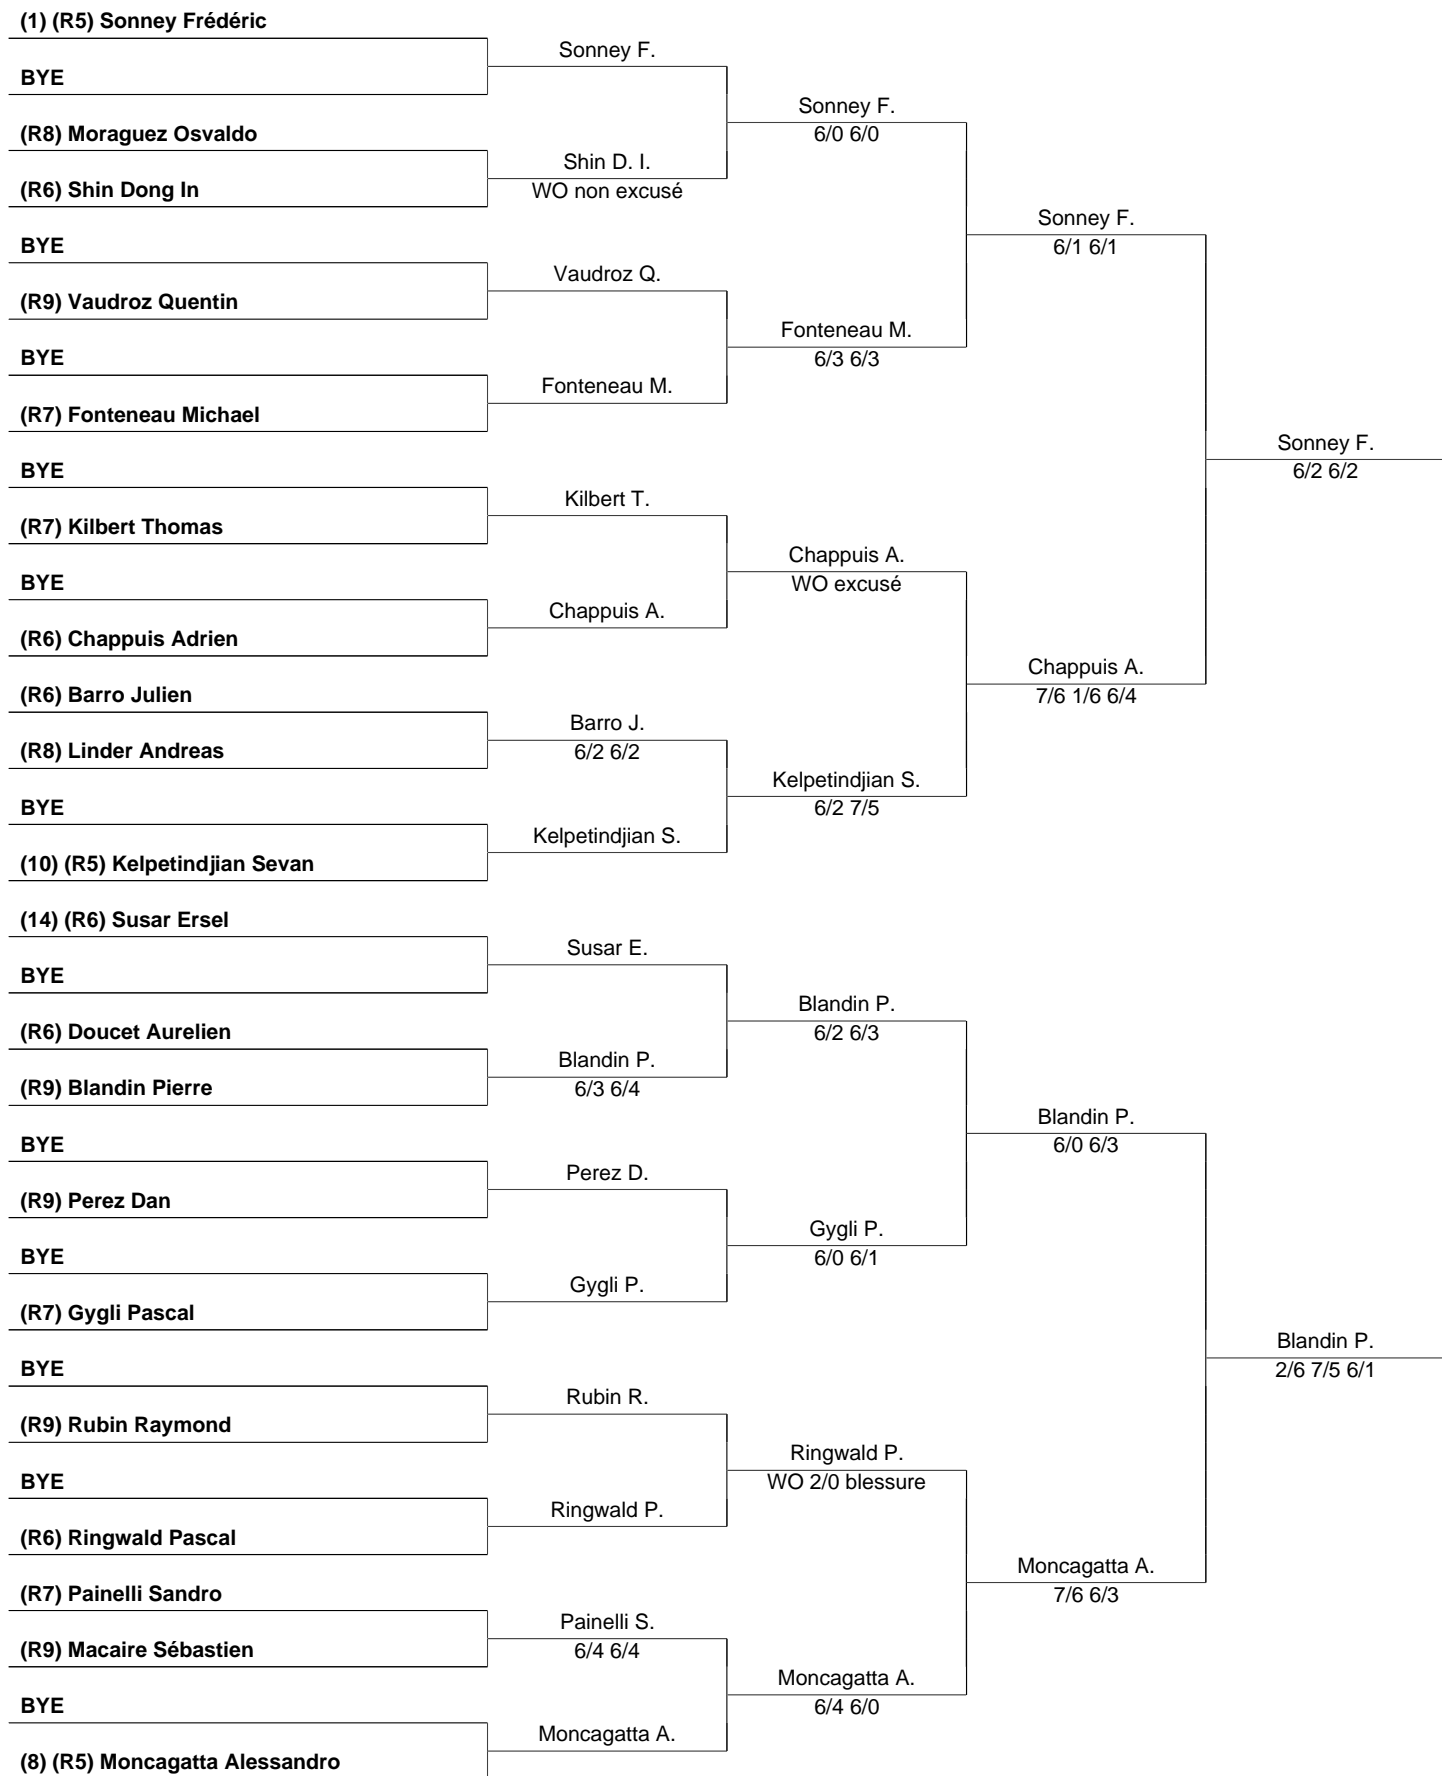 (1) (R5) Sonney Frédéric
Sonney F.
BYE
Sonney F.
6/0 6/0
(R8) Moraguez Osvaldo
Shin D. I.
WO non excusé
(R6) Shin Dong In
Sonney F.
6/1 6/1
BYE
Vaudroz Q.
(R9) Vaudroz Quentin
Fonteneau M.
6/3 6/3
BYE
Fonteneau M.
(R7) Fonteneau Michael
Sonney F.
6/2 6/2
BYE
Kilbert T.
(R7) Kilbert Thomas
Chappuis A.
WO excusé
BYE
Chappuis A.
(R6) Chappuis Adrien
Chappuis A.
7/6 1/6 6/4
(R6) Barro Julien
Barro J.
6/2 6/2
(R8) Linder Andreas
Kelpetindjian S.
6/2 7/5
BYE
Kelpetindjian S.
(10) (R5) Kelpetindjian Sevan
(14) (R6) Susar Ersel
Susar E.
BYE
Blandin P.
6/2 6/3
(R6) Doucet Aurelien
Blandin P.
6/3 6/4
(R9) Blandin Pierre
Blandin P.
6/0 6/3
BYE
Perez D.
(R9) Perez Dan
Gygli P.
6/0 6/1
BYE
Gygli P.
(R7) Gygli Pascal
Blandin P.
2/6 7/5 6/1
BYE
Rubin R.
(R9) Rubin Raymond
Ringwald P.
WO 2/0 blessure
BYE
Ringwald P.
(R6) Ringwald Pascal
Moncagatta A.
7/6 6/3
(R7) Painelli Sandro
Painelli S.
6/4 6/4
(R9) Macaire Sébastien
Moncagatta A.
6/4 6/0
BYE
Moncagatta A.
(8) (R5) Moncagatta Alessandro